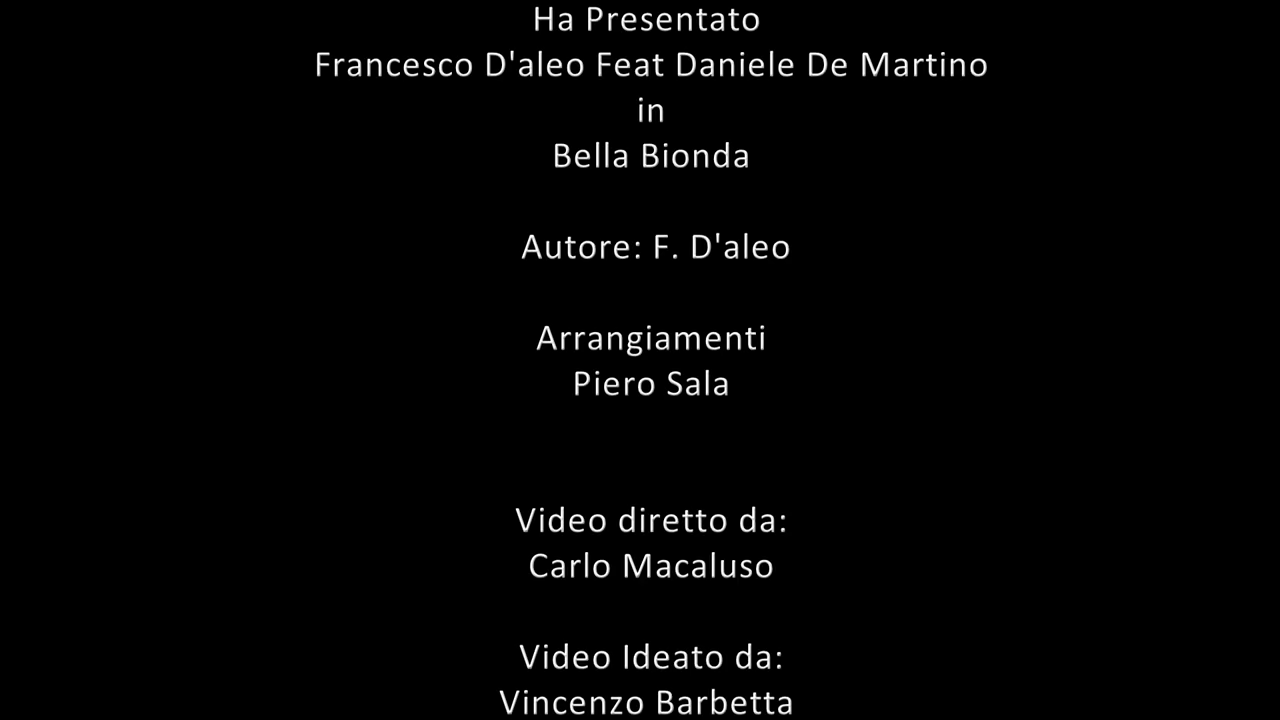 Ha Presentato
Francesco D'aleo Feat Daniele De Martino
in
Bella Bionda
Autore: F. D'aleo
Arrangiamenti
Piero Sala
Video diretto da:
Carlo Macaluso
Video Ideato da:
Vincenzo Barbetta